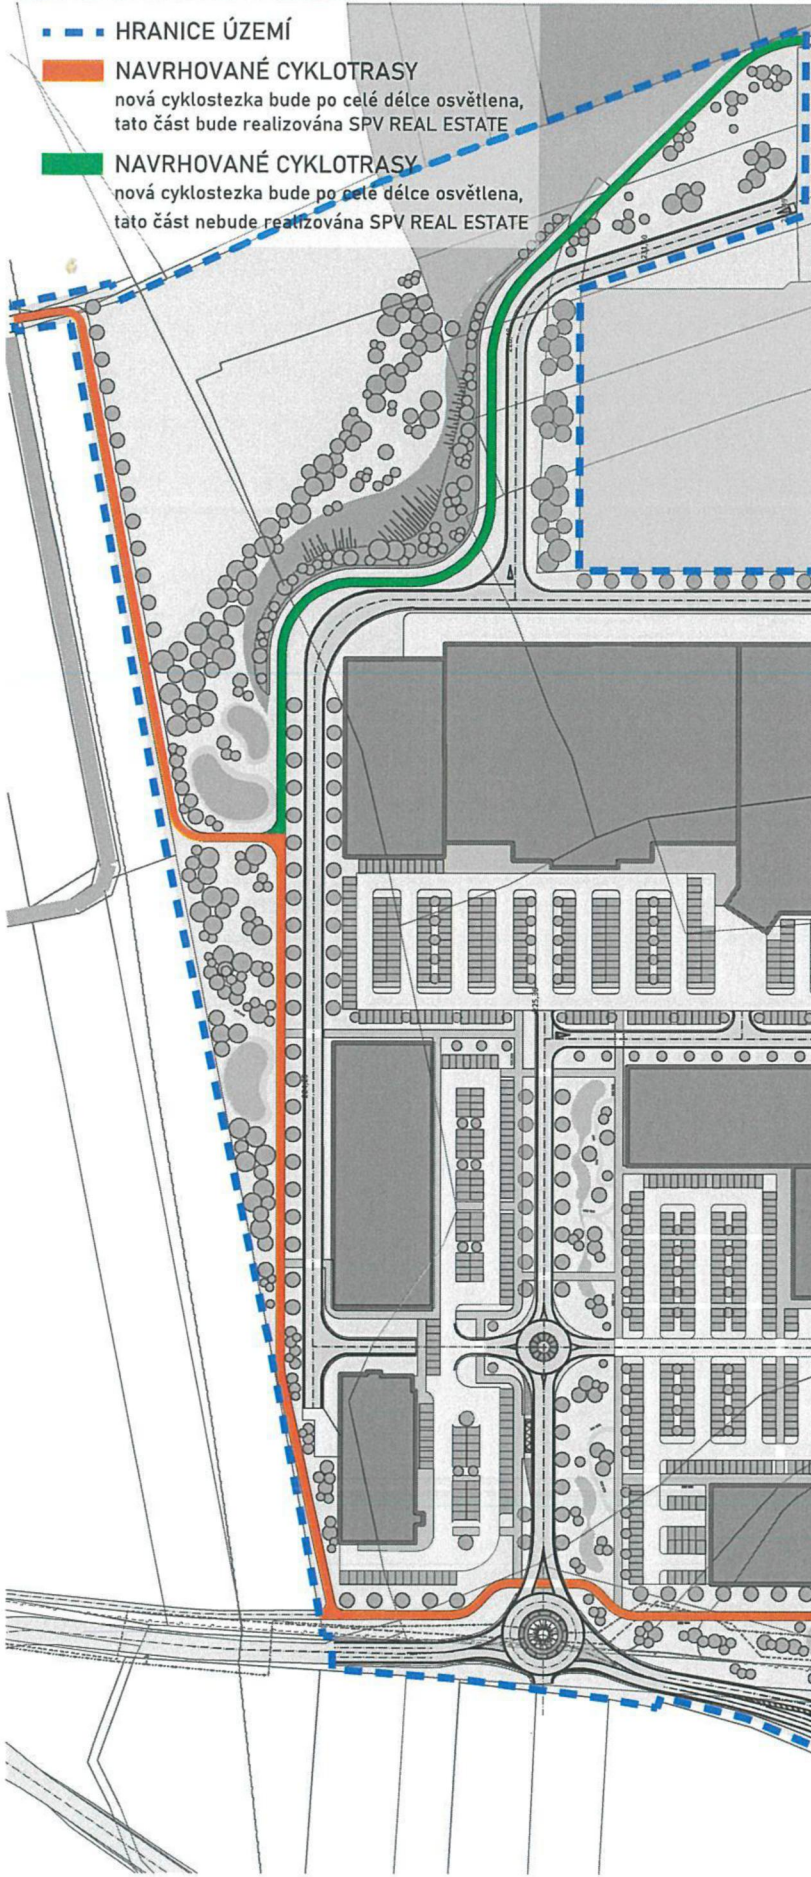 HRANICE ÚZEMÍ
NAVRHOVANÉ CYKLOTRASY
nová cyklostezka bude po celé délce osvětlena,
tato část bude realizována SPV REAL ESTATE
NAVRHOVANÉ CYKLOTRASY
nová cyklostezka bude po celé délce osvětlena,
tato část nebude realizována SPV REAL ESTATE